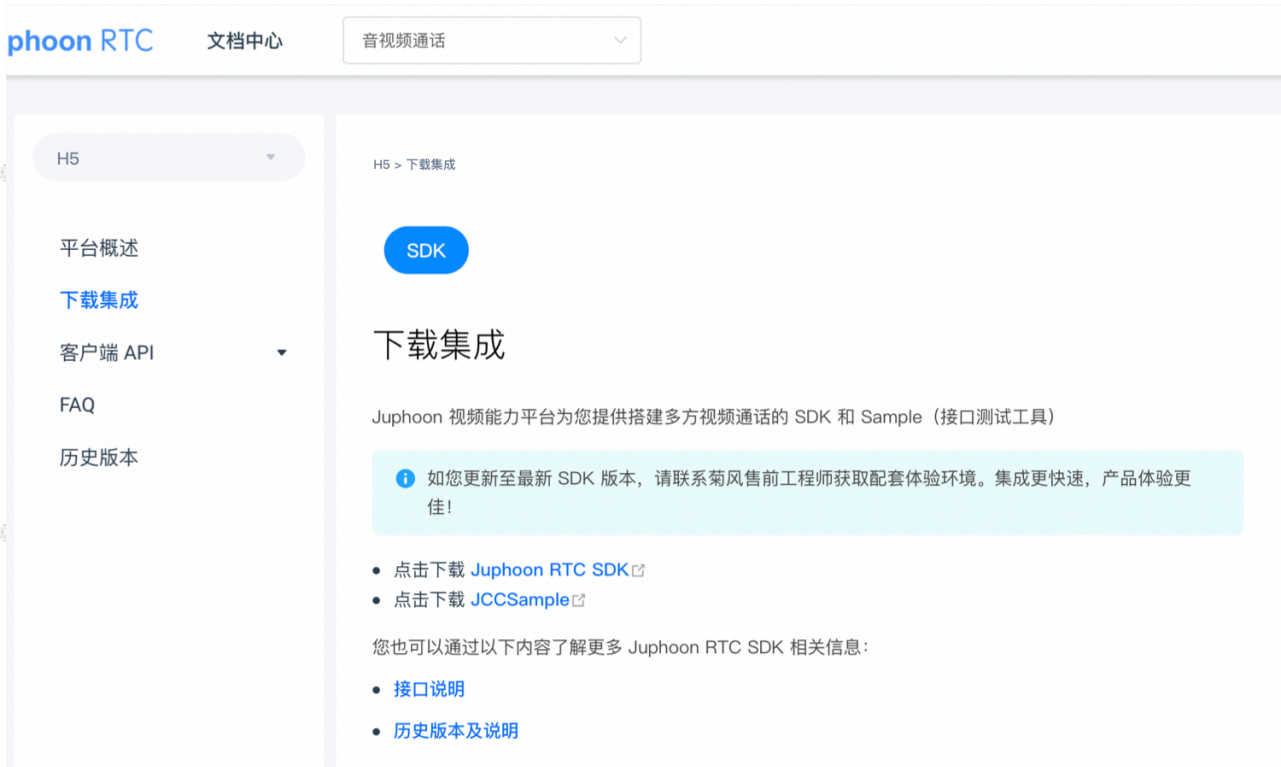 phoon RTC
文档中心
音视频通话
H5
平台概述
下载集成
客户端 API
FAQ
历史版本
H5 > 下载集成
SDK
下载集成
Juphoon 视频能力平台为您提供搭建多方视频通话的 SDK 和 Sample（接口测试工具）
如您更新至最新 SDK 版本，请联系菊风售前工程师获取配套体验环境。集成更快速，产品体验更
佳！
点击下载 Juphoon RTC SDK
点击下载 JCCSample
您也可以通过以下内容了解更多 Juphoon RTC SDK 相关信息：
接口说明
历史版本及说明